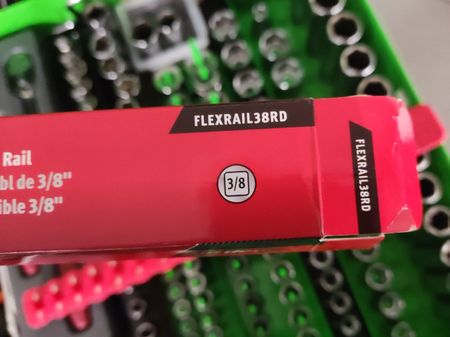 FLEXRAIL38RD
Rail
bl de 3/8"
ible 3/8"
3/8
FLEXRAIL38RD